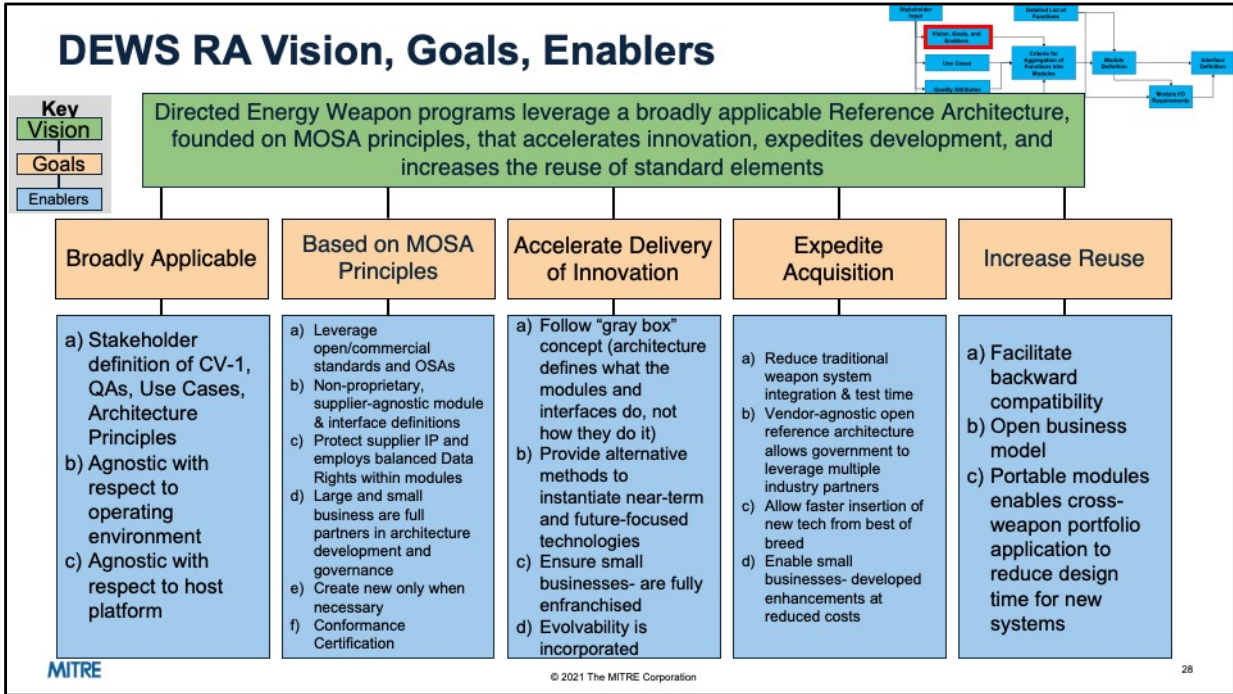 DEWS RA Vision, Goals, Enablers
Stakeholder
Input
Detailed List of
Functions
Vision, Goals, and
Enablers
Use Cases
Quality Attributes
Criteria for
Aggregation of
Functions into
Modules
Module
Definition
Interface
Definition
Module I/O
Requirements
Key
Vision
Goals
Enablers
Directed Energy Weapon programs leverage a broadly applicable Reference Architecture,
founded on MOSA principles, that accelerates innovation, expedites development, and
increases the reuse of standard elements
Broadly Applicable
a) Stakeholder
definition of CV-1,
QAs, Use Cases,
Architecture
Principles
b) Agnostic with
respect to
operating
environment
c) Agnostic with
respect to host
platform
Based on MOSA
Principles
a) Leverage
open/commercial
standards and OSAs
b) Non-proprietary,
supplier-agnostic module
& interface definitions
c) Protect supplier IP and
employs balanced Data
Rights within modules
d) Large and small
business are full
partners in architecture
development and
governance
e) Create new only when
necessary
f) Conformance
Certification
Accelerate Delivery
of Innovation
a) Follow “gray box”
concept (architecture
defines what the
modules and
interfaces do, not
how they do it)
b) Provide alternative
methods to
instantiate near-term
and future-focused
technologies
c) Ensure small
businesses- are fully
enfranchised
d) Evolvability is
incorporated
Expedite
Acquisition
a) Reduce traditional
weapon system
integration & test time
b) Vendor-agnostic open
reference architecture
allows government to
leverage multiple
industry partners
c) Allow faster insertion of
new tech from best of
breed
d) Enable small
businesses- developed
enhancements at
reduced costs
Increase Reuse
a) Facilitate
backward
compatibility
b) Open business
model
c) Portable modules
enables cross-
weapon portfolio
application to
reduce design
time for new
systems
MITRE
© 2021 The MITRE Corporation
28